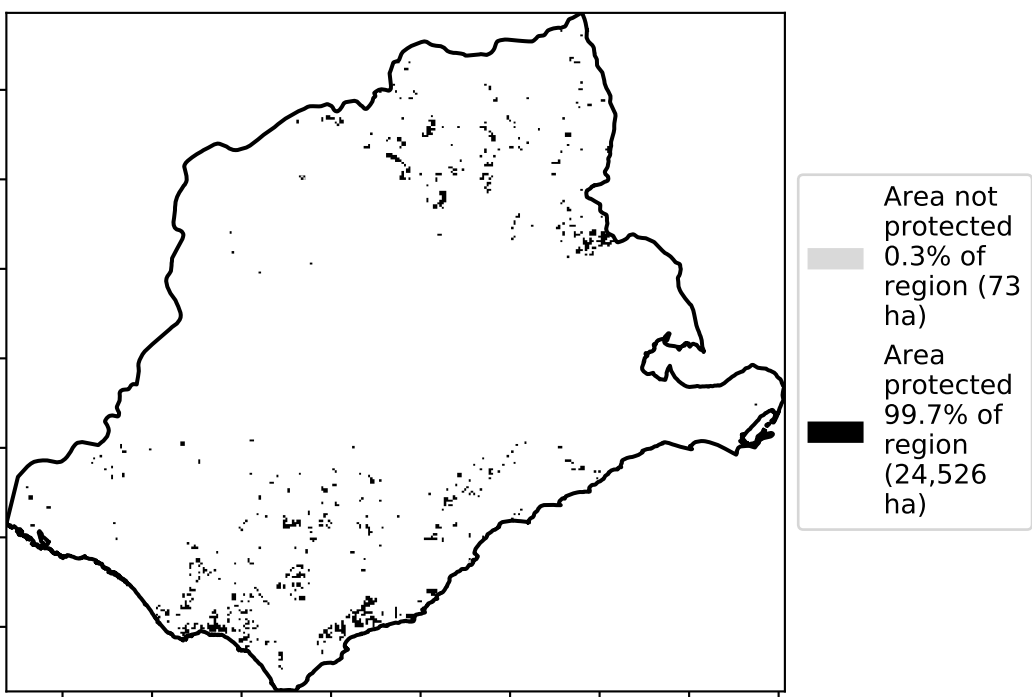 Area not
protected
0.3% of
region (73
ha)
Area
protected
99.7% of
region
(24,526
ha)